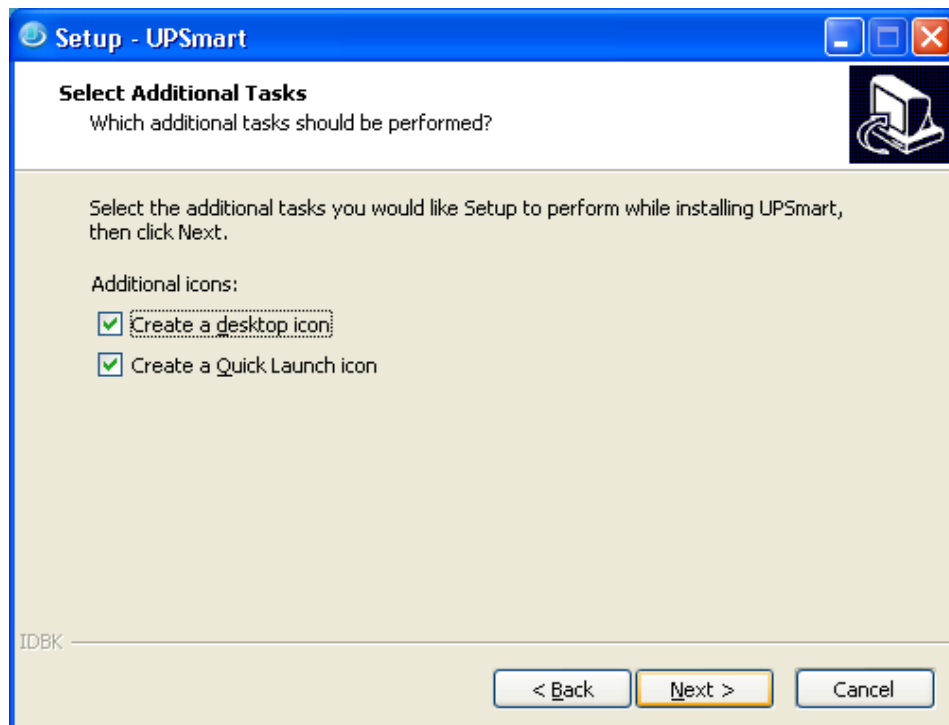 Setup - UPSmart
Select Additional Tasks
Which additional tasks should be performed?
Select the additional tasks you would like Setup to perform while installing UPSmart,
then click Next.
Additional icons:
Create a desktop icon
Create a Quick Launch icon
IDBK
< Back
Next >
Cancel